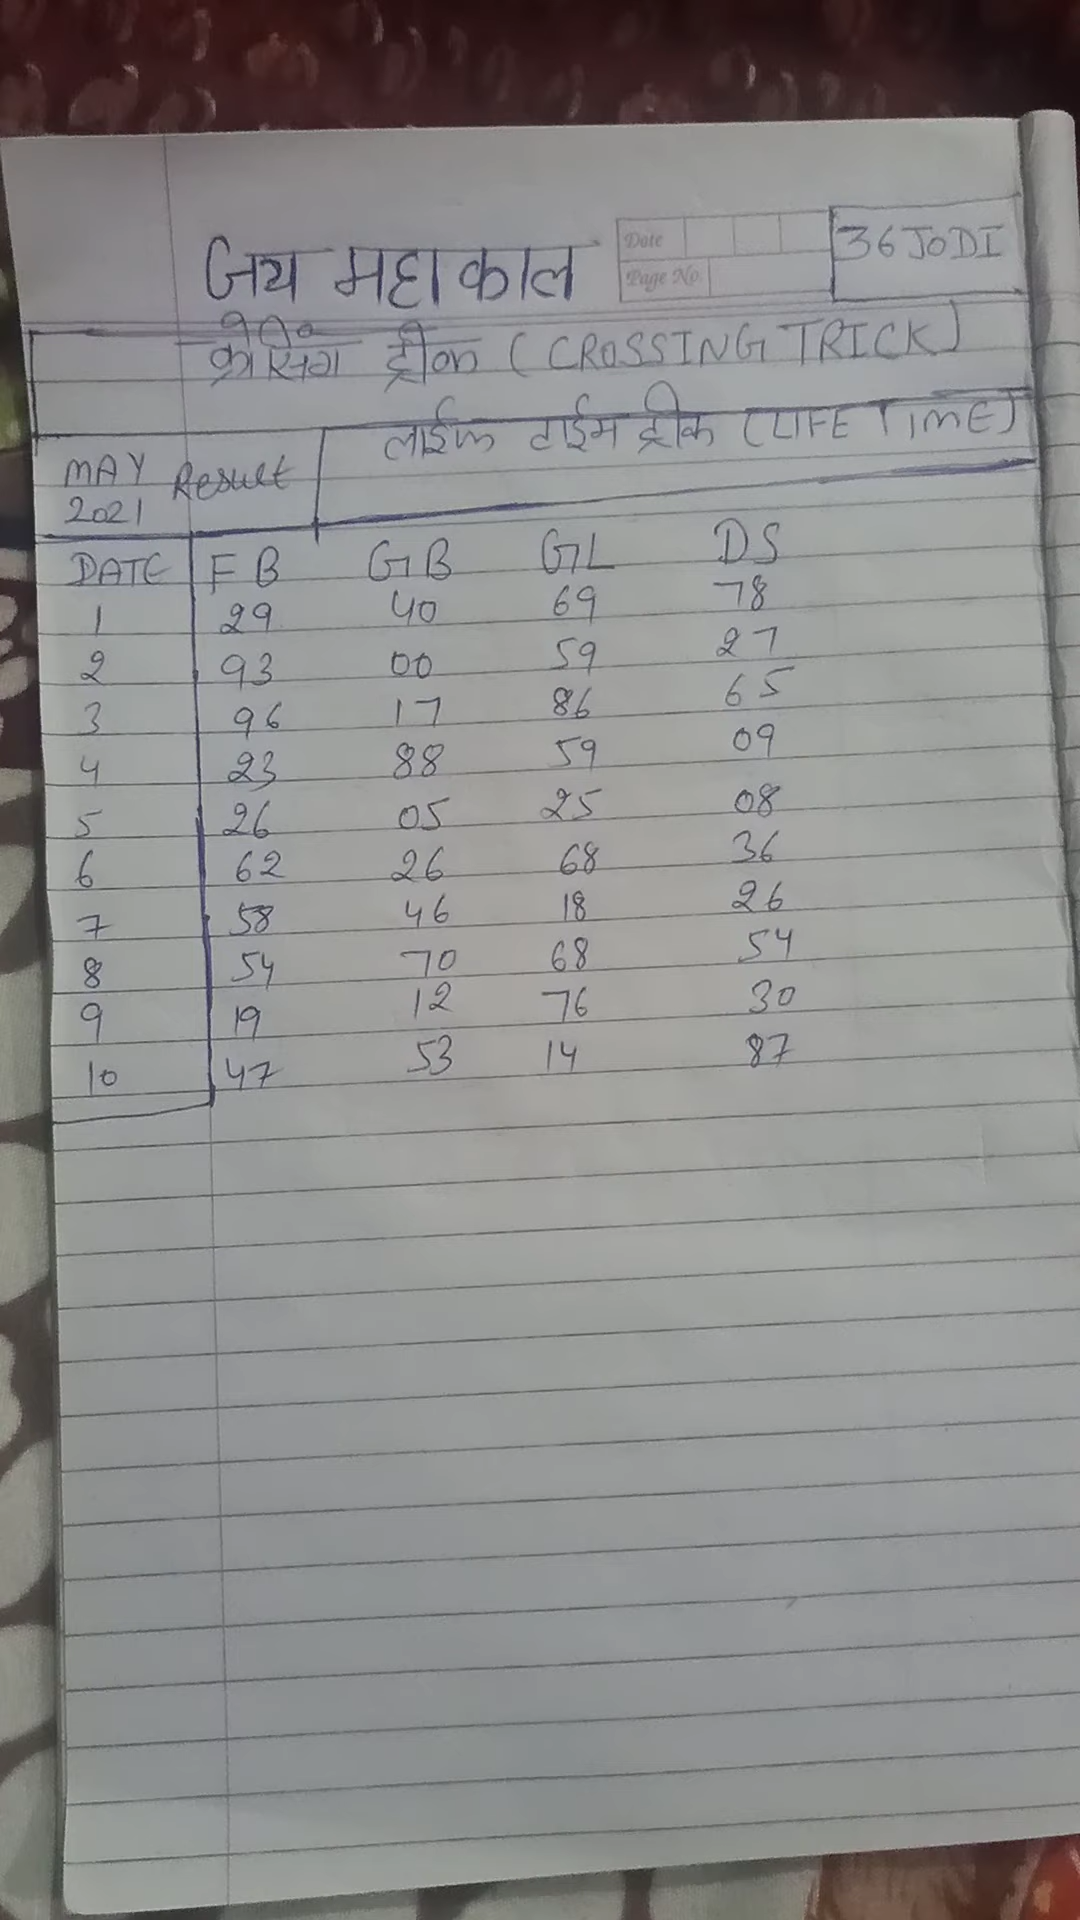 जय महाकाल
Date
Page No.
36 JODI
क्रोसिंग ट्रीक (CROSSING TRICK)
लाईफ टाईम ट्रीक (LIFE TIME)
MAY 2021 Result
DATE FB GB GL DS
1 29 40 69 78
2 93 00 59 27
3 96 17 86 65
4 23 88 59 09
5 26 05 25 08
6 62 26 68 36
7 58 46 18 26
8 54 70 68 54
9 19 12 76 30
10 47 53 14 87